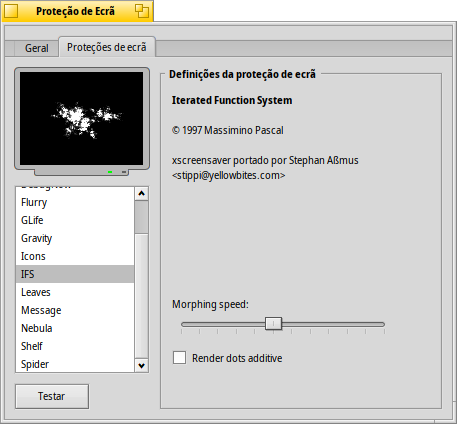 Proteção de Ecrã
Geral
Proteções de ecrã
Definições da proteção de ecrã
Iterated Function System
© 1997 Massimino Pascal
xscreensaver portado por Stephan Aßmus
<stippi@yellowbites.com>
Flurry
GLife
Gravity
Icons
IFS
Leaves
Message
Nebula
Shelf
Spider
Morphing speed:
Render dots additive
Testar